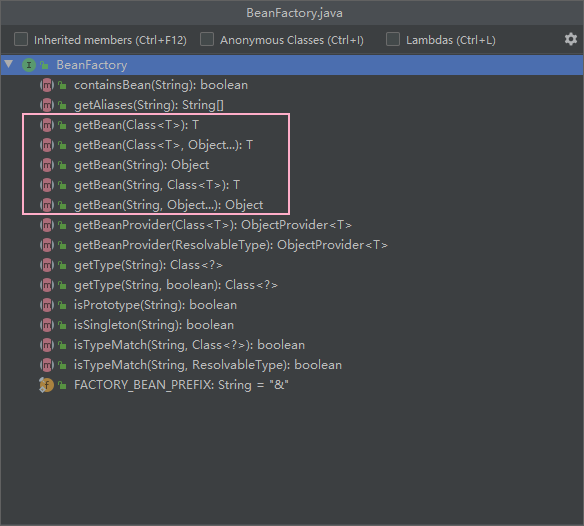 BeanFactory.java
Inherited members (Ctrl+F12) Anonymous Classes (Ctrl+I) Lambdas (Ctrl+L)
I BeanFactory
m containsBean(String): boolean
m getAliases(String): String[]
m getBean(Class<T>): T
m getBean(Class<T>, Object...): T
m getBean(String): Object
m getBean(String, Class<T>): T
m getBean(String, Object...): Object
m getBeanProvider(Class<T>): ObjectProvider<T>
m getBeanProvider(ResolvableType): ObjectProvider<T>
m getType(String): Class<?>
m getType(String, boolean): Class<?>
m isPrototype(String): boolean
m isSingleton(String): boolean
m isTypeMatch(String, Class<?>): boolean
m isTypeMatch(String, ResolvableType): boolean
f FACTORY_BEAN_PREFIX: String = "&"